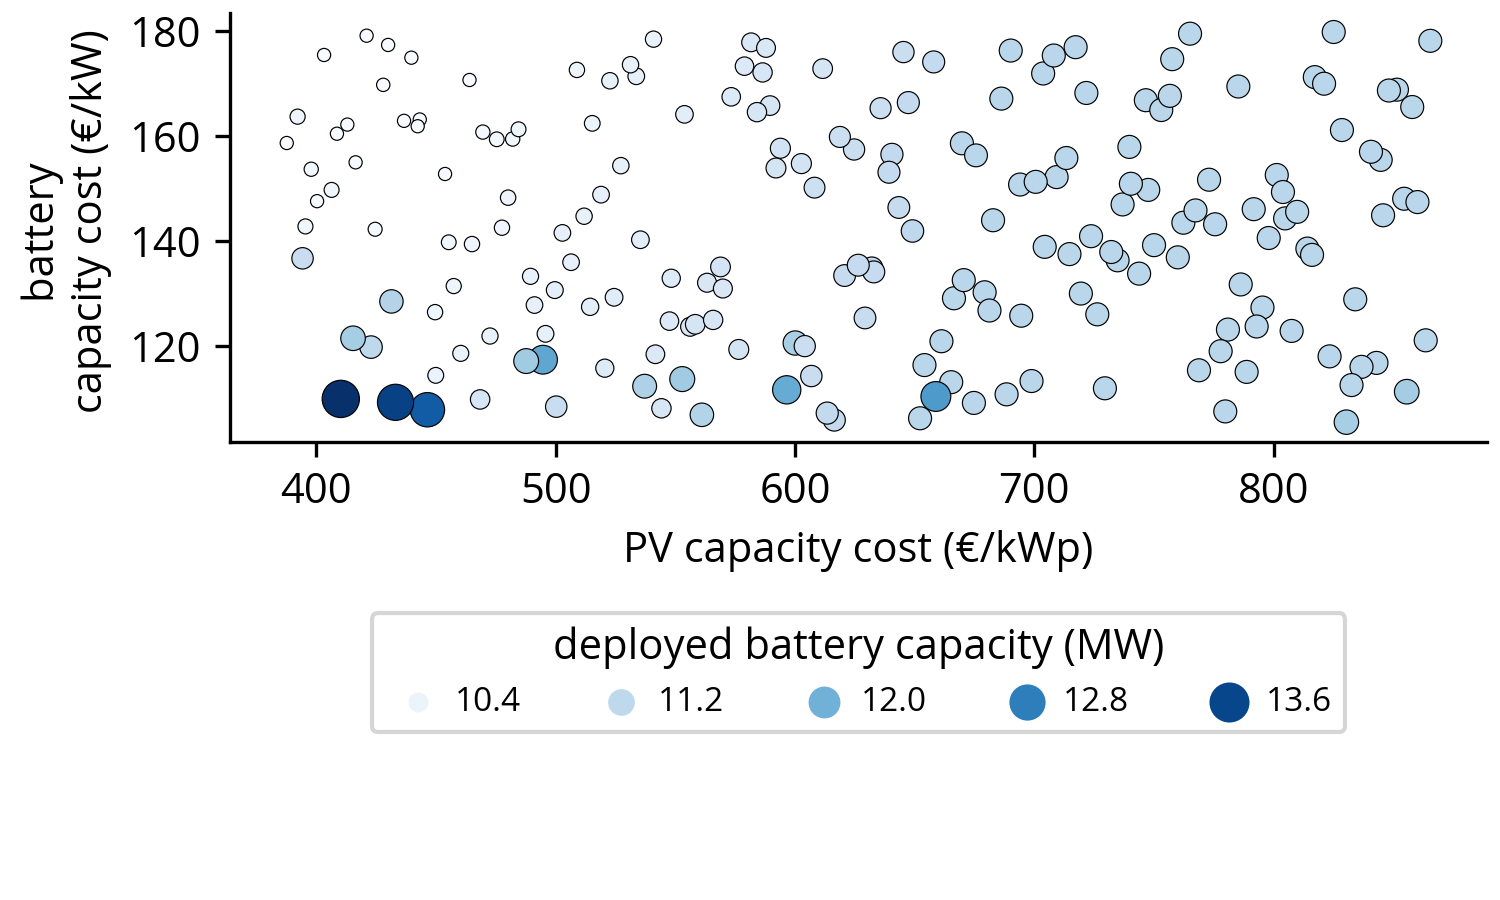 battery
capacity cost (€/kW)
180
160
140
120
400 500 600 700 800
PV capacity cost (€/kWp)
deployed battery capacity (MW)
10.4 11.2 12.0 12.8 13.6